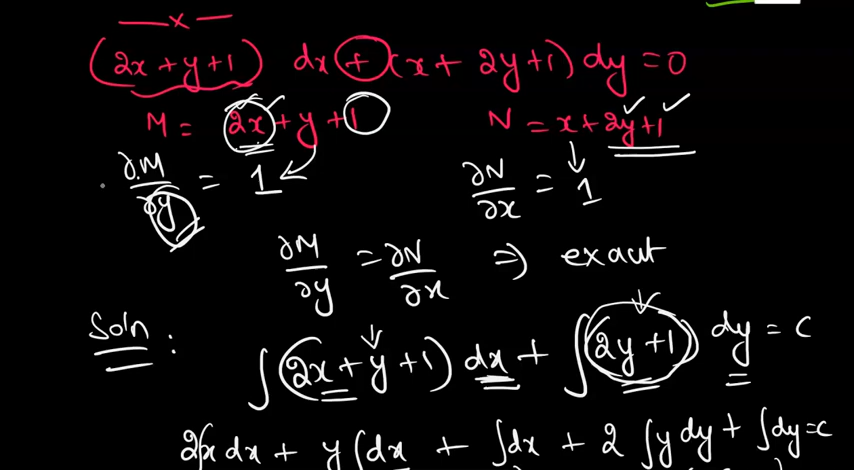 x
(2x + y + 1) dx + (x + 2y + 1) dy = 0
M = 2x + y + 1 N = x + 2y + 1
∂M/∂y = 1 ∂N/∂x = 1
∂M/∂y = ∂N/∂x ⇒ exact
Soln : ∫(2x + y + 1) dx + ∫(2y + 1) dy = c
2∫x dx + y∫dx + ∫dx + 2∫y dy + ∫dy = c